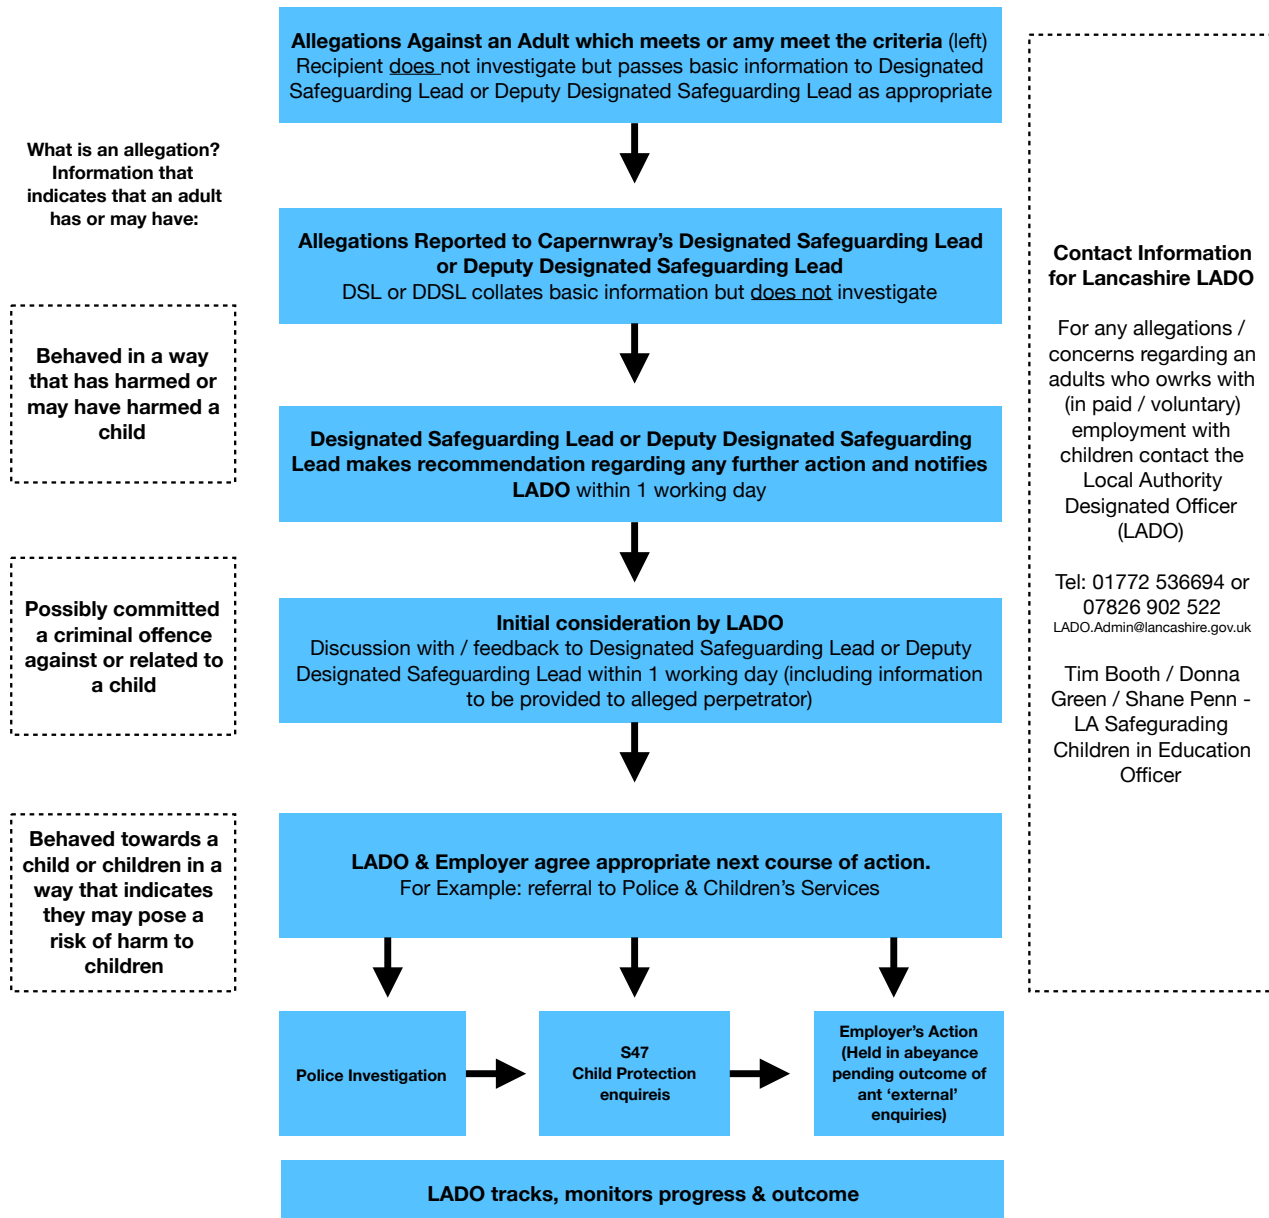 Allegations Against an Adult which meets or amy meet the criteria (left)
Recipient does not investigate but passes basic information to Designated
Safeguarding Lead or Deputy Designated Safeguarding Lead as appropriate
What is an allegation?
Information that
indicates that an adult
has or may have:
Behaved in a way
that has harmed or
may have harmed a
child
Possibly committed
a criminal offence
against or related to
a child
Behaved towards a
child or children in a
way that indicates
they may pose a
risk of harm to
children
Allegations Reported to Capernwray’s Designated Safeguarding Lead
or Deputy Designated Safeguarding Lead
DSL or DDSL collates basic information but does not investigate
Designated Safeguarding Lead or Deputy Designated Safeguarding
Lead makes recommendation regarding any further action and notifies
LADO within 1 working day
Initial consideration by LADO
Discussion with / feedback to Designated Safeguarding Lead or Deputy
Designated Safeguarding Lead within 1 working day (including information
to be provided to alleged perpetrator)
LADO & Employer agree appropriate next course of action.
For Example: referral to Police & Children’s Services
Police Investigation
S47
Child Protection
enquireis
Employer’s Action
(Held in abeyance
pending outcome of
ant ‘external’
enquiries)
LADO tracks, monitors progress & outcome
Contact Information
for Lancashire LADO
For any allegations /
concerns regarding an
adults who owrks with
(in paid / voluntary)
employment with
children contact the
Local Authority
Designated Officer
(LADO)
Tel: 01772 536694 or
07826 902 522
LADO.Admin@lancashire.gov.uk
Tim Booth / Donna
Green / Shane Penn -
LA Safegurading
Children in Education
Officer